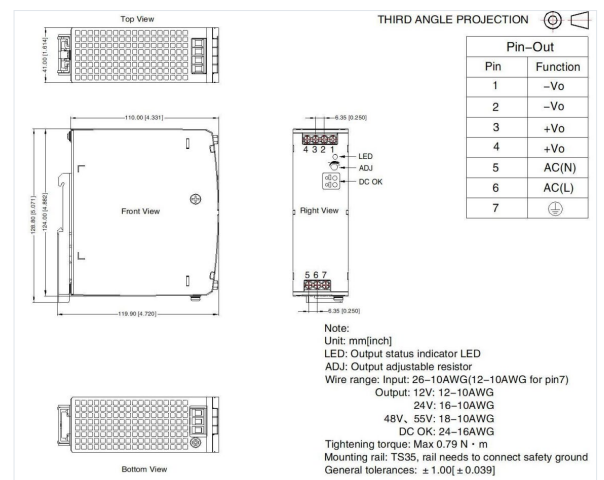 Top View
THIRD ANGLE PROJECTION
41.00 [1.614]
Pin-Out
Pin Function
1 -Vo
2 -Vo
3 +Vo
4 +Vo
5 AC(N)
6 AC(L)
7
110.00 [4.331]
6.35 [0.250]
4 3 2 1
LED
ADJ
DC OK
128.80 [5.071]
124.00 [4.882]
Front View
Right View
5 6 7
6.35 [0.250]
119.90 [4.720]
Note:
Unit: mm[inch]
LED: Output status indicator LED
ADJ: Output adjustable resistor
Wire range: Input: 26-10AWG(12-10AWG for pin7)
Output: 12V: 12-10AWG
24V: 16-10AWG
48V、55V: 18-10AWG
DC OK: 24-16AWG
Tightening torque: Max 0.79 N · m
Mounting rail: TS35, rail needs to connect safety ground
General tolerances: ±1.00[±0.039]
Bottom View